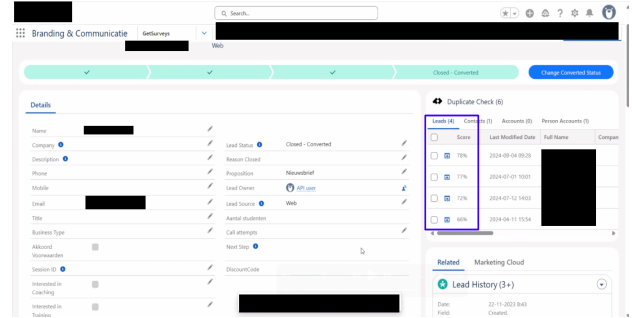 Search...
Branding & Communicatie GetSurveys
Web
Closed - Converted Change Converted Status
Details
Name
Company
Description
Phone
Mobile
Email
Title
Business Type
Akkoord
Voorwaarden
Session ID
Interested in
Coaching
Interested in
Training
Lead Status Closed - Converted
Reason Closed
Proposition Nieuwsbrief
Lead Owner API user
Lead Source Web
Aantal studenten
Call attempts
Next Step
DiscountCode
Duplicate Check (6)
Leads (4) Contacts (1) Accounts (0) Person Accounts (1)
Score Last Modified Date Full Name Compan
78% 2024-09-04 09:26
77% 2024-07-01 10:01
73% 2024-07-12 14:03
66% 2024-04-11 15:54
Related Marketing Cloud
Lead History (3+)
Date: 22-11-2023 8:43
Field: Created.